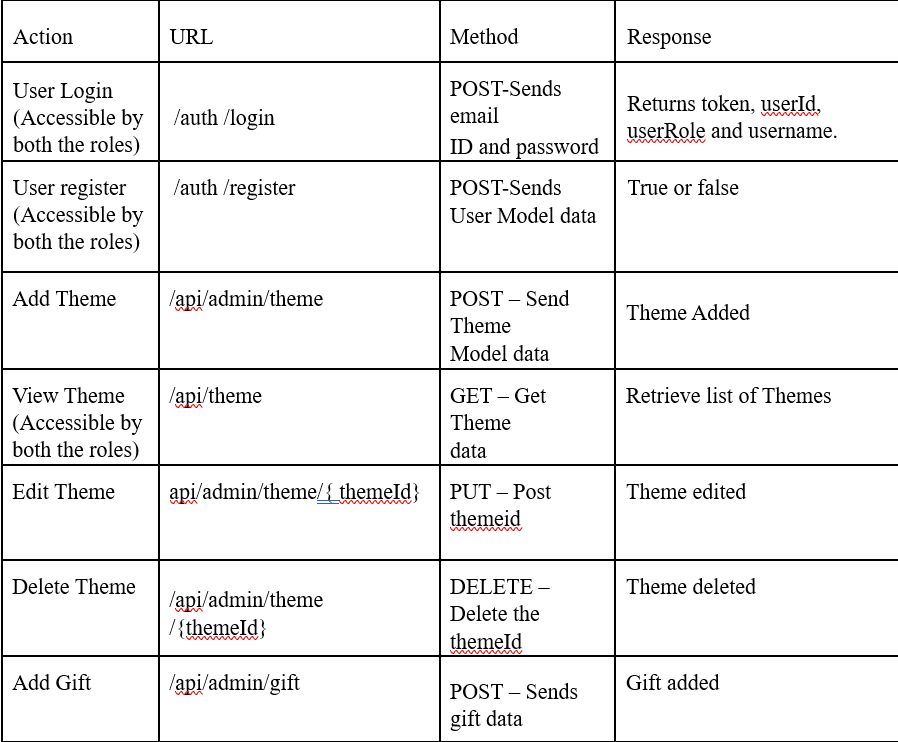 Action
URL
Method
Response
User Login
(Accessible by
both the roles)
/auth /login
POST-Sends
email
ID and password
Returns token, userId,
userRole and username.
User register
(Accessible by
both the roles)
/auth /register
POST-Sends
User Model data
True or false
Add Theme
/api/admin/theme
POST – Send
Theme
Model data
Theme Added
View Theme
(Accessible by
both the roles)
/api/theme
GET – Get
Theme
data
Retrieve list of Themes
Edit Theme
api/admin/theme/{ themeId}
PUT – Post
themeid
Theme edited
Delete Theme
/api/admin/theme
/{themeId}
DELETE –
Delete the
themeId
Theme deleted
Add Gift
/api/admin/gift
POST – Sends
gift data
Gift added